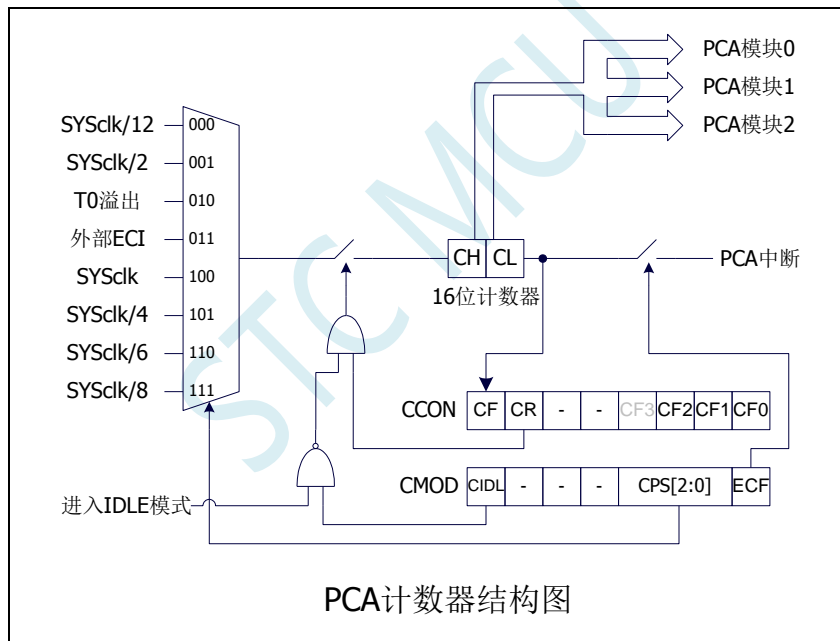 PCA模块0
PCA模块1
PCA模块2
SYSclk/12 000
SYSclk/2 001
T0溢出 010
外部ECI 011
SYSclk 100
SYSclk/4 101
SYSclk/6 110
SYSclk/8 111
CH CL
16位计数器
PCA中断
CCON CF CR - - CF3 CF2 CF1 CF0
CMOD CIDL - - - CPS[2:0] ECF
进入IDLE模式
PCA计数器结构图
STC MCU